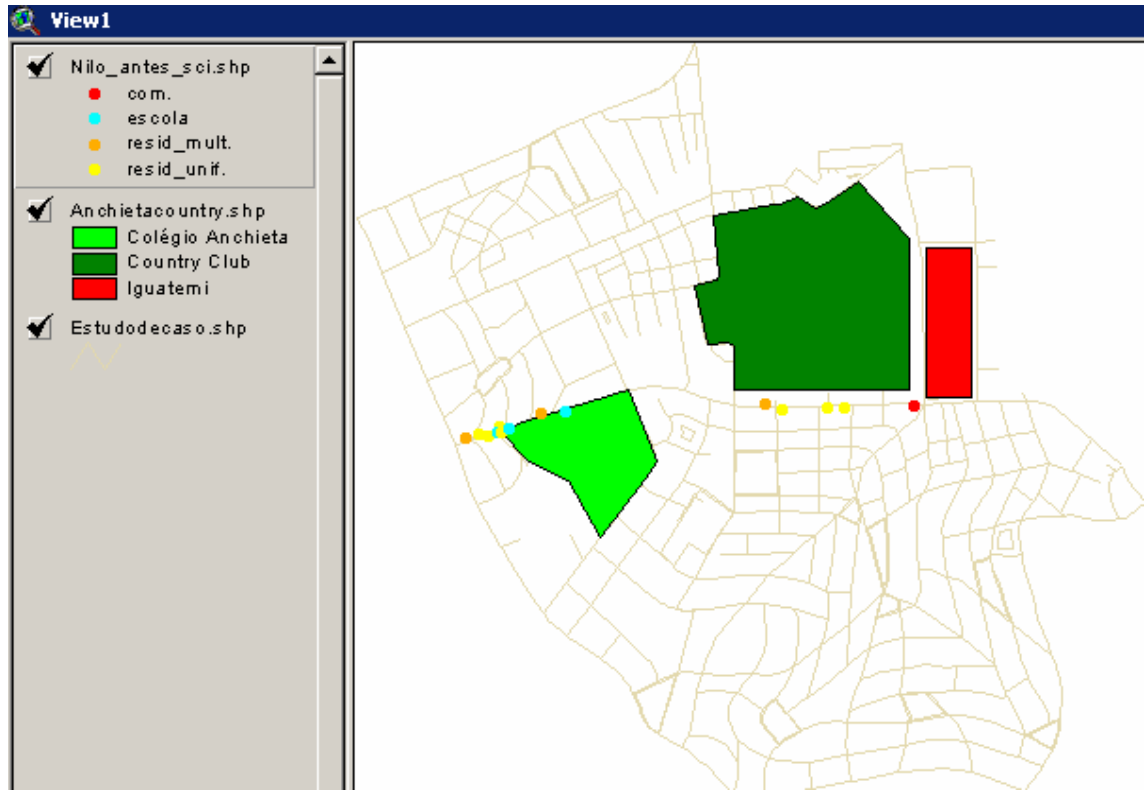 View1
Nilo_antes_sci.shp
com.
escola
resid_mult.
resid_unif.
Anchietacountry.shp
Colégio Anchieta
Country Club
Iguatemi
Estudodecaso.shp